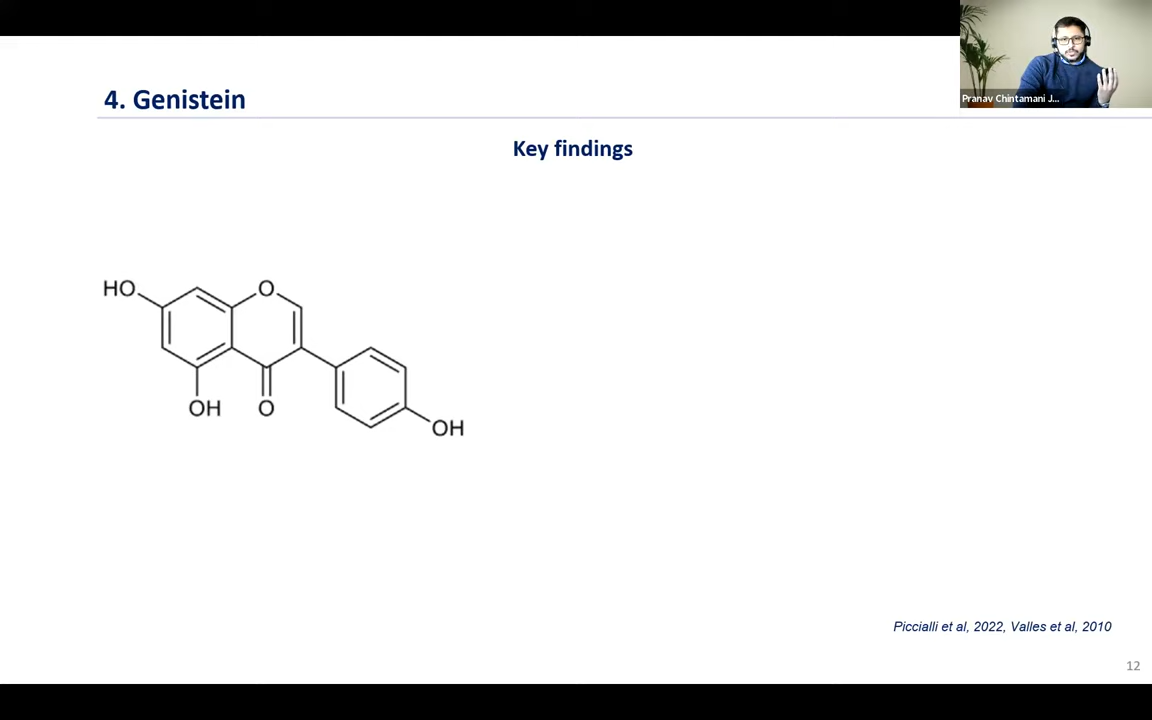 Pranav Chintamani J...
4. Genistein
Key findings
HO
O
OH
O
OH
Piccialli et al, 2022, Valles et al, 2010
12